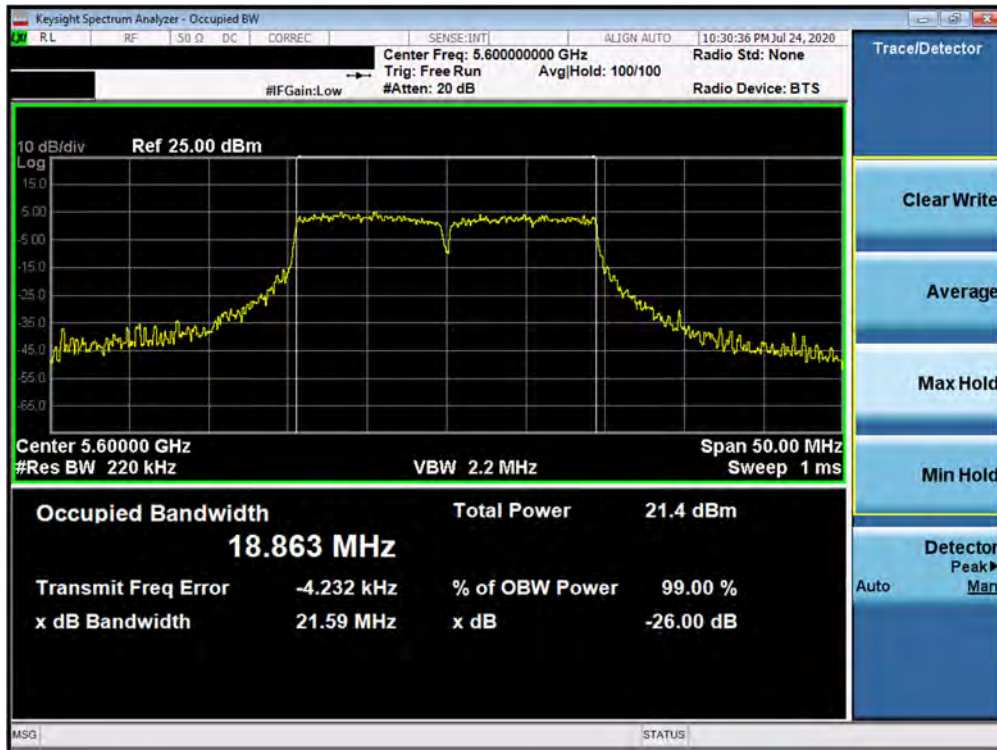 Keysight Spectrum Analyzer - Occupied BW
LXI RL RF 50 Ω DC CORREC SENSE:INT ALIGN AUTO 10:30:36 PM Jul 24, 2020
Center Freq: 5.600000000 GHz Radio Std: None
Trig: Free Run Avg|Hold: 100/100
#IFGain:Low #Atten: 20 dB Radio Device: BTS
Trace/Detector
10 dB/div Ref 25.00 dBm
Log
15.0
5.00
-5.00
-15.0
-25.0
-35.0
-45.0
-55.0
-65.0
Center 5.60000 GHz Span 50.00 MHz
#Res BW 220 kHz VBW 2.2 MHz Sweep 1 ms
Occupied Bandwidth Total Power 21.4 dBm
18.863 MHz
Transmit Freq Error -4.232 kHz % of OBW Power 99.00 %
x dB Bandwidth 21.59 MHz x dB -26.00 dB
Clear Write
Average
Max Hold
Min Hold
Detector
Peak▶
Auto Man
MSG STATUS